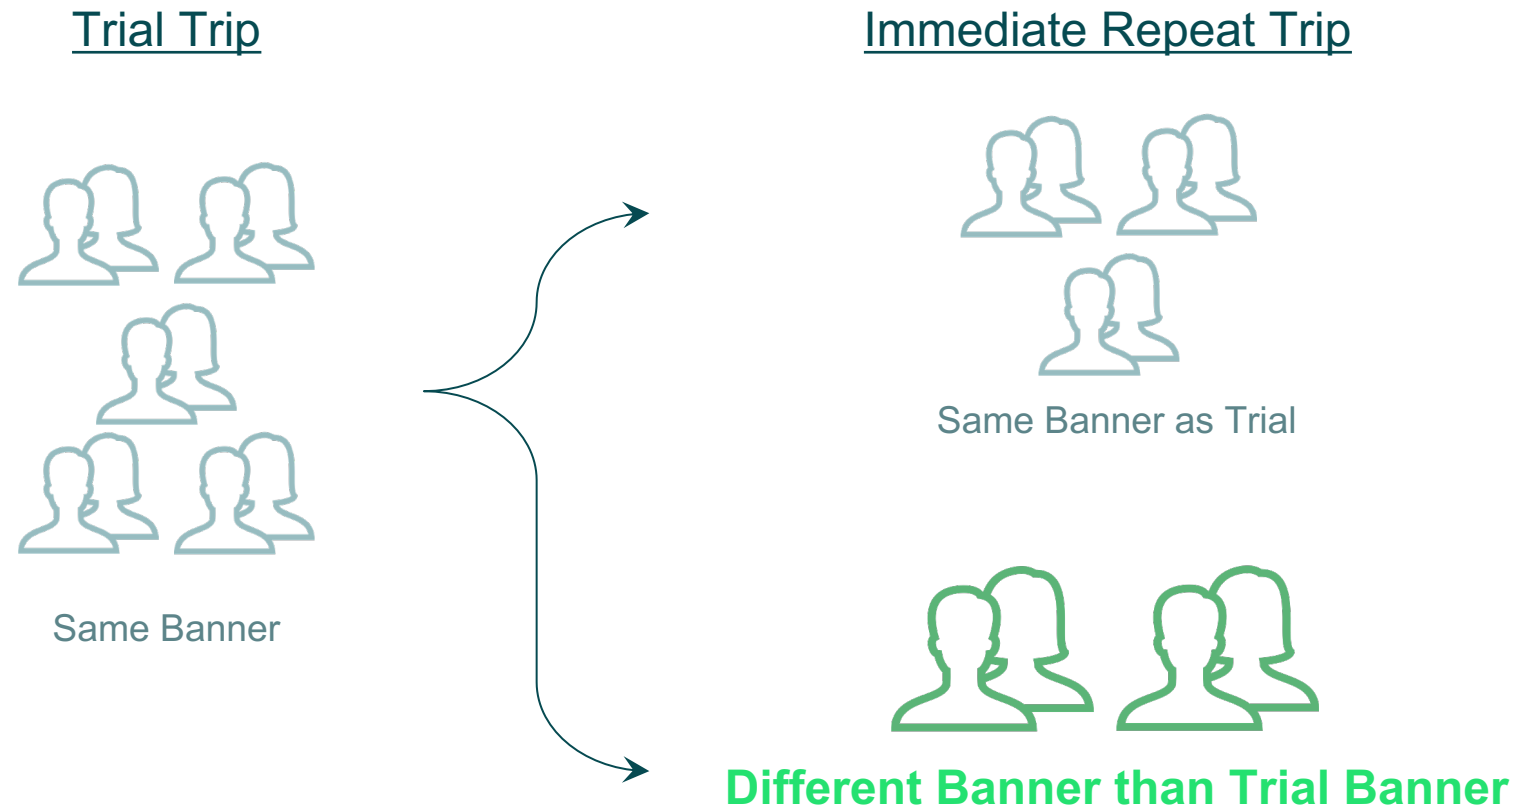 Trial Trip
Immediate Repeat Trip
Same Banner
Same Banner as Trial
Different Banner than Trial Banner